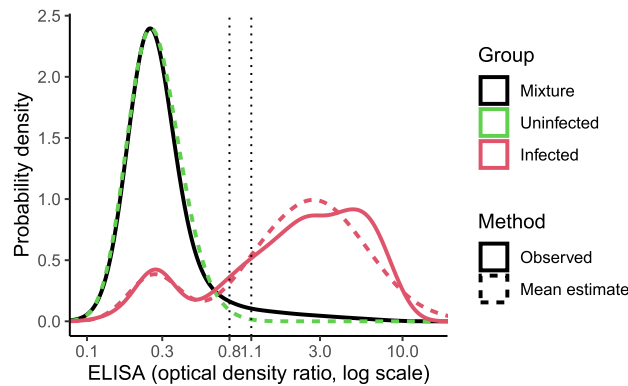 2.5
2.0
1.5
1.0
0.5
0.0
Probability density
0.1 0.3 0.8 1.1 3.0 10.0
ELISA (optical density ratio, log scale)
Group
Mixture
Uninfected
Infected
Method
Observed
Mean estimate